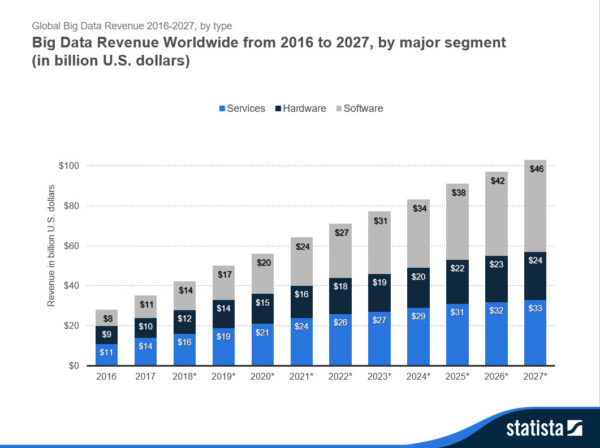 Global Big Data Revenue 2016-2027, by type
Big Data Revenue Worldwide from 2016 to 2027, by major segment
(in billion U.S. dollars)
Services Hardware Software
Revenue in billion U.S. dollars
$100
$80
$60
$40
$20
$0
$8 $11 $14 $17 $20 $24 $27 $31 $34 $38 $42 $46
$9 $10 $12 $14 $15 $16 $18 $19 $20 $22 $23 $24
$11 $14 $16 $19 $21 $24 $26 $27 $29 $31 $32 $33
2016 2017 2018* 2019* 2020* 2021* 2022* 2023* 2024* 2025* 2026* 2027*
statista